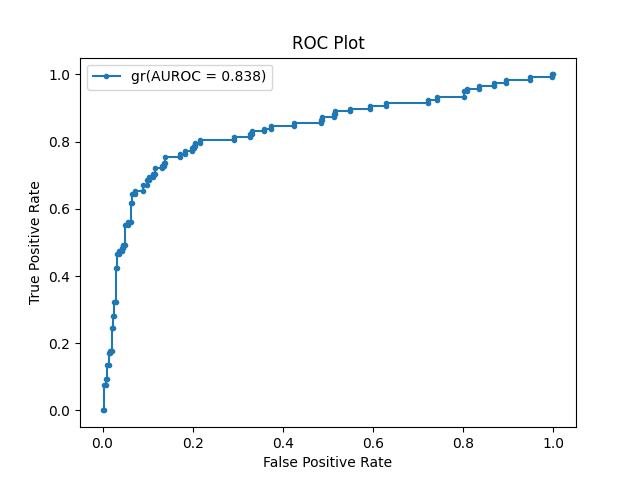 ROC Plot
gr(AUROC = 0.838)
1.0
0.8
0.6
0.4
0.2
0.0
True Positive Rate
0.0 0.2 0.4 0.6 0.8 1.0
False Positive Rate